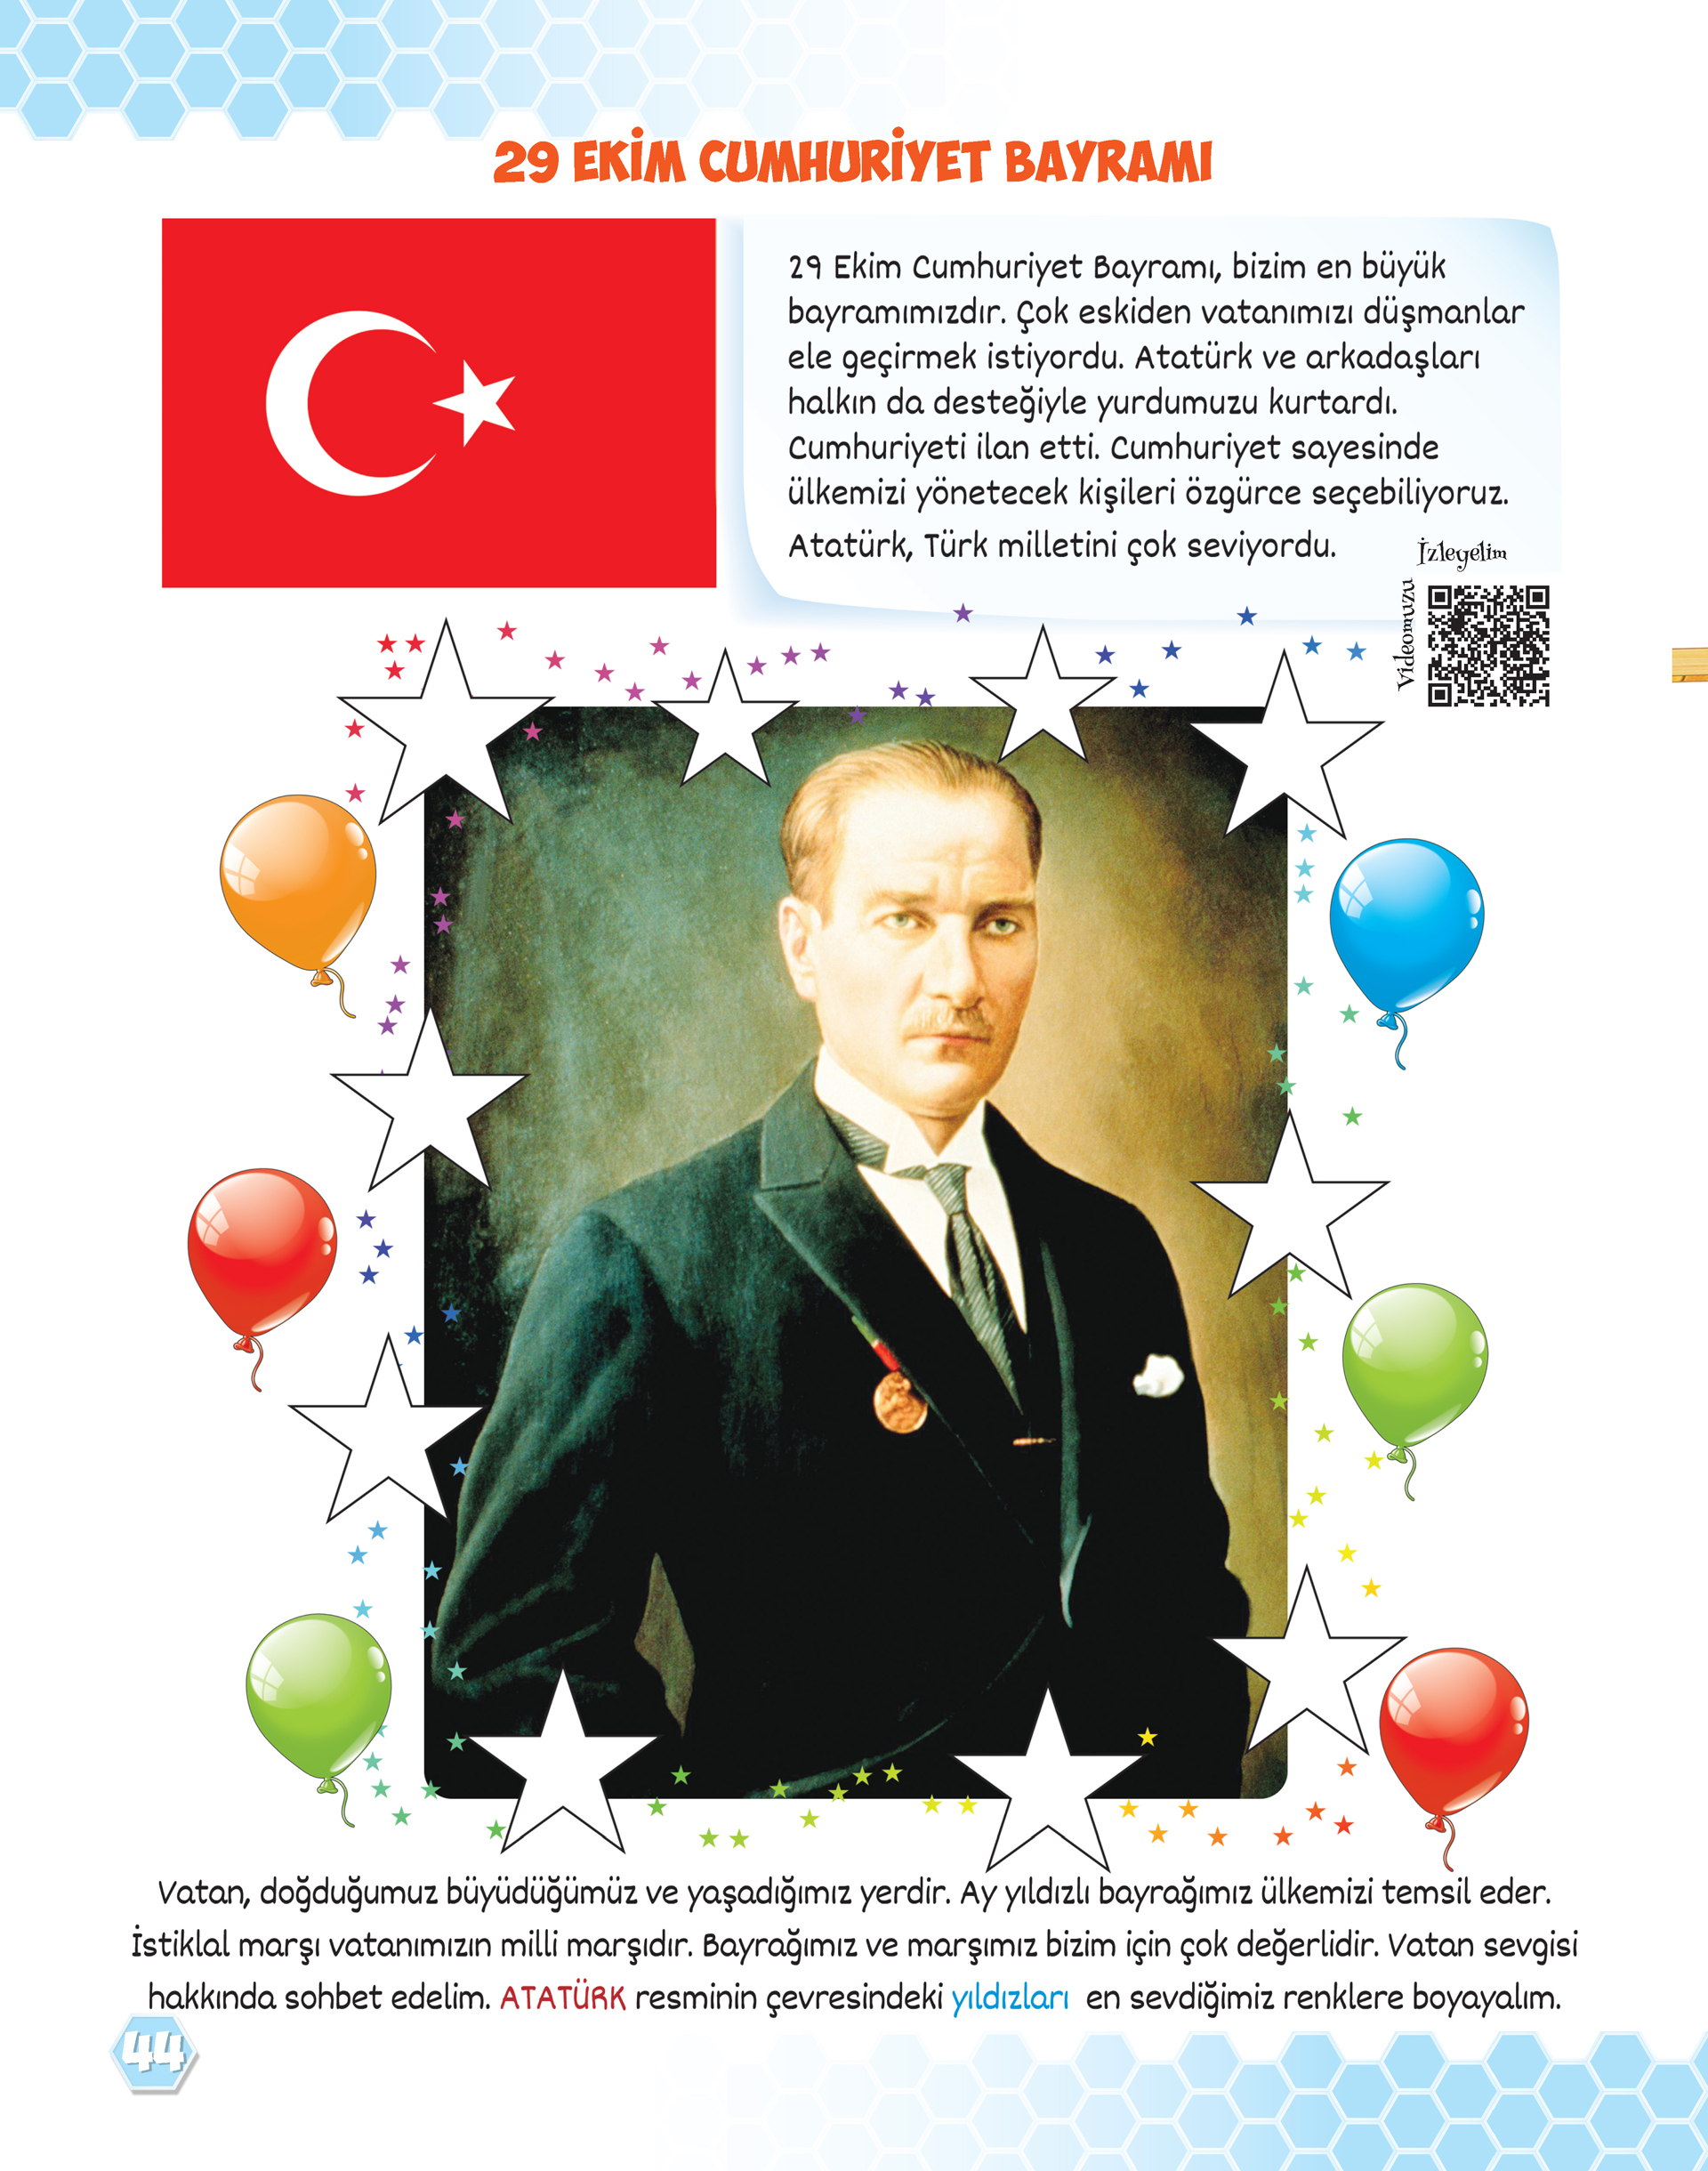 29 EKİM CUMHURİYET BAYRAMI
29 Ekim Cumhuriyet Bayramı, bizim en büyük
bayramımızdır. Çok eskiden vatanımızı düşmanlar
ele geçirmek istiyordu. Atatürk ve arkadaşları
halkın da desteğiyle yurdumuzu kurtardı.
Cumhuriyeti ilan etti. Cumhuriyet sayesinde
ülkemizi yönetecek kişileri özgürce seçebiliyoruz.
Atatürk, Türk milletini çok seviyordu.
Videomuzu
İzleyelim
Vatan, doğduğumuz büyüdüğümüz ve yaşadığımız yerdir. Ay yıldızlı bayrağımız ülkemizi temsil eder.
İstiklal marşı vatanımızın milli marşıdır. Bayrağımız ve marşımız bizim için çok değerlidir. Vatan sevgisi
hakkında sohbet edelim. ATATÜRK resminin çevresindeki yıldızları en sevdiğimiz renklere boyayalım.
44